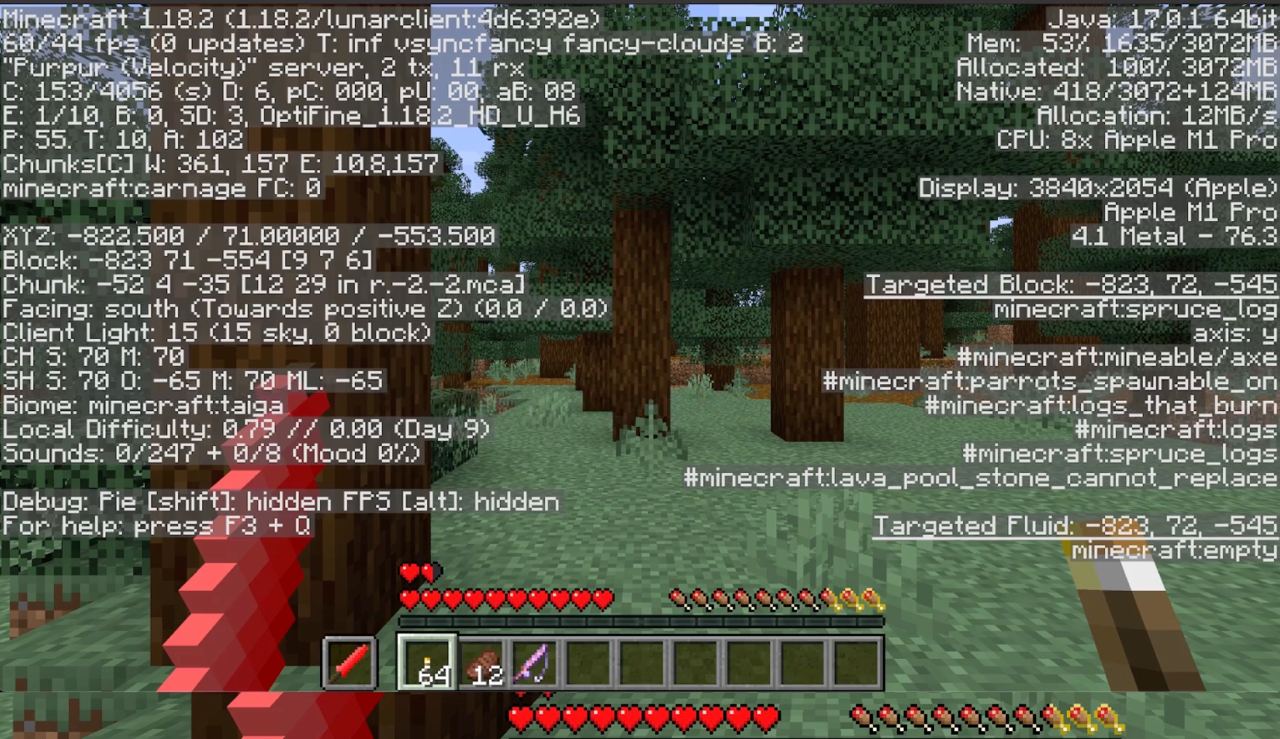 Minecraft 1.18.2 (1.18.2/lunarclient:4d6392e)
60/44 fps (0 updates) T: inf vsyncfancy fancy-clouds B: 2
"Purpur (Velocity)" server, 2 tx, 11 rx
C: 153/4056 (s) D: 6, pC: 000, pU: 00, aB: 08
E: 1/10, B: 0, SD: 3, OptiFine_1.18.2_HD_U_H6
P: 55. T: 10, A: 102
Chunks[C] W: 361, 157 E: 10,8,157
minecraft:carnage FC: 0
XYZ: -822.500 / 71.00000 / -553.500
Block: -823 71 -554 [9 7 6]
Chunk: -52 4 -35 [12 29 in r.-2.-2.mca]
Facing: south (Towards positive Z) (0.0 / 0.0)
Client Light: 15 (15 sky, 0 block)
CH S: 70 M: 70
SH S: 70 O: -65 M: 70 ML: -65
Biome: minecraft:taiga
Local Difficulty: 0.79 // 0.00 (Day 9)
Sounds: 0/247 + 0/8 (Mood 0%)
Debug: Pie [shift]: hidden FPS [alt]: hidden
For help: press F3 + Q
Java: 17.0.1 64bit
Mem: 53% 1635/3072MB
Allocated: 100% 3072MB
Native: 418/3072+124MB
Allocation: 12MB/s
CPU: 8x Apple M1 Pro
Display: 3840x2054 (Apple)
Apple M1 Pro
4.1 Metal - 76.3
Targeted Block: -823, 72, -545
minecraft:spruce_log
axis: y
#minecraft:mineable/axe
#minecraft:parrots_spawnable_on
#minecraft:logs_that_burn
#minecraft:logs
#minecraft:spruce_logs
#minecraft:lava_pool_stone_cannot_replace
Targeted Fluid: -823, 72, -545
minecraft:empty
64 12